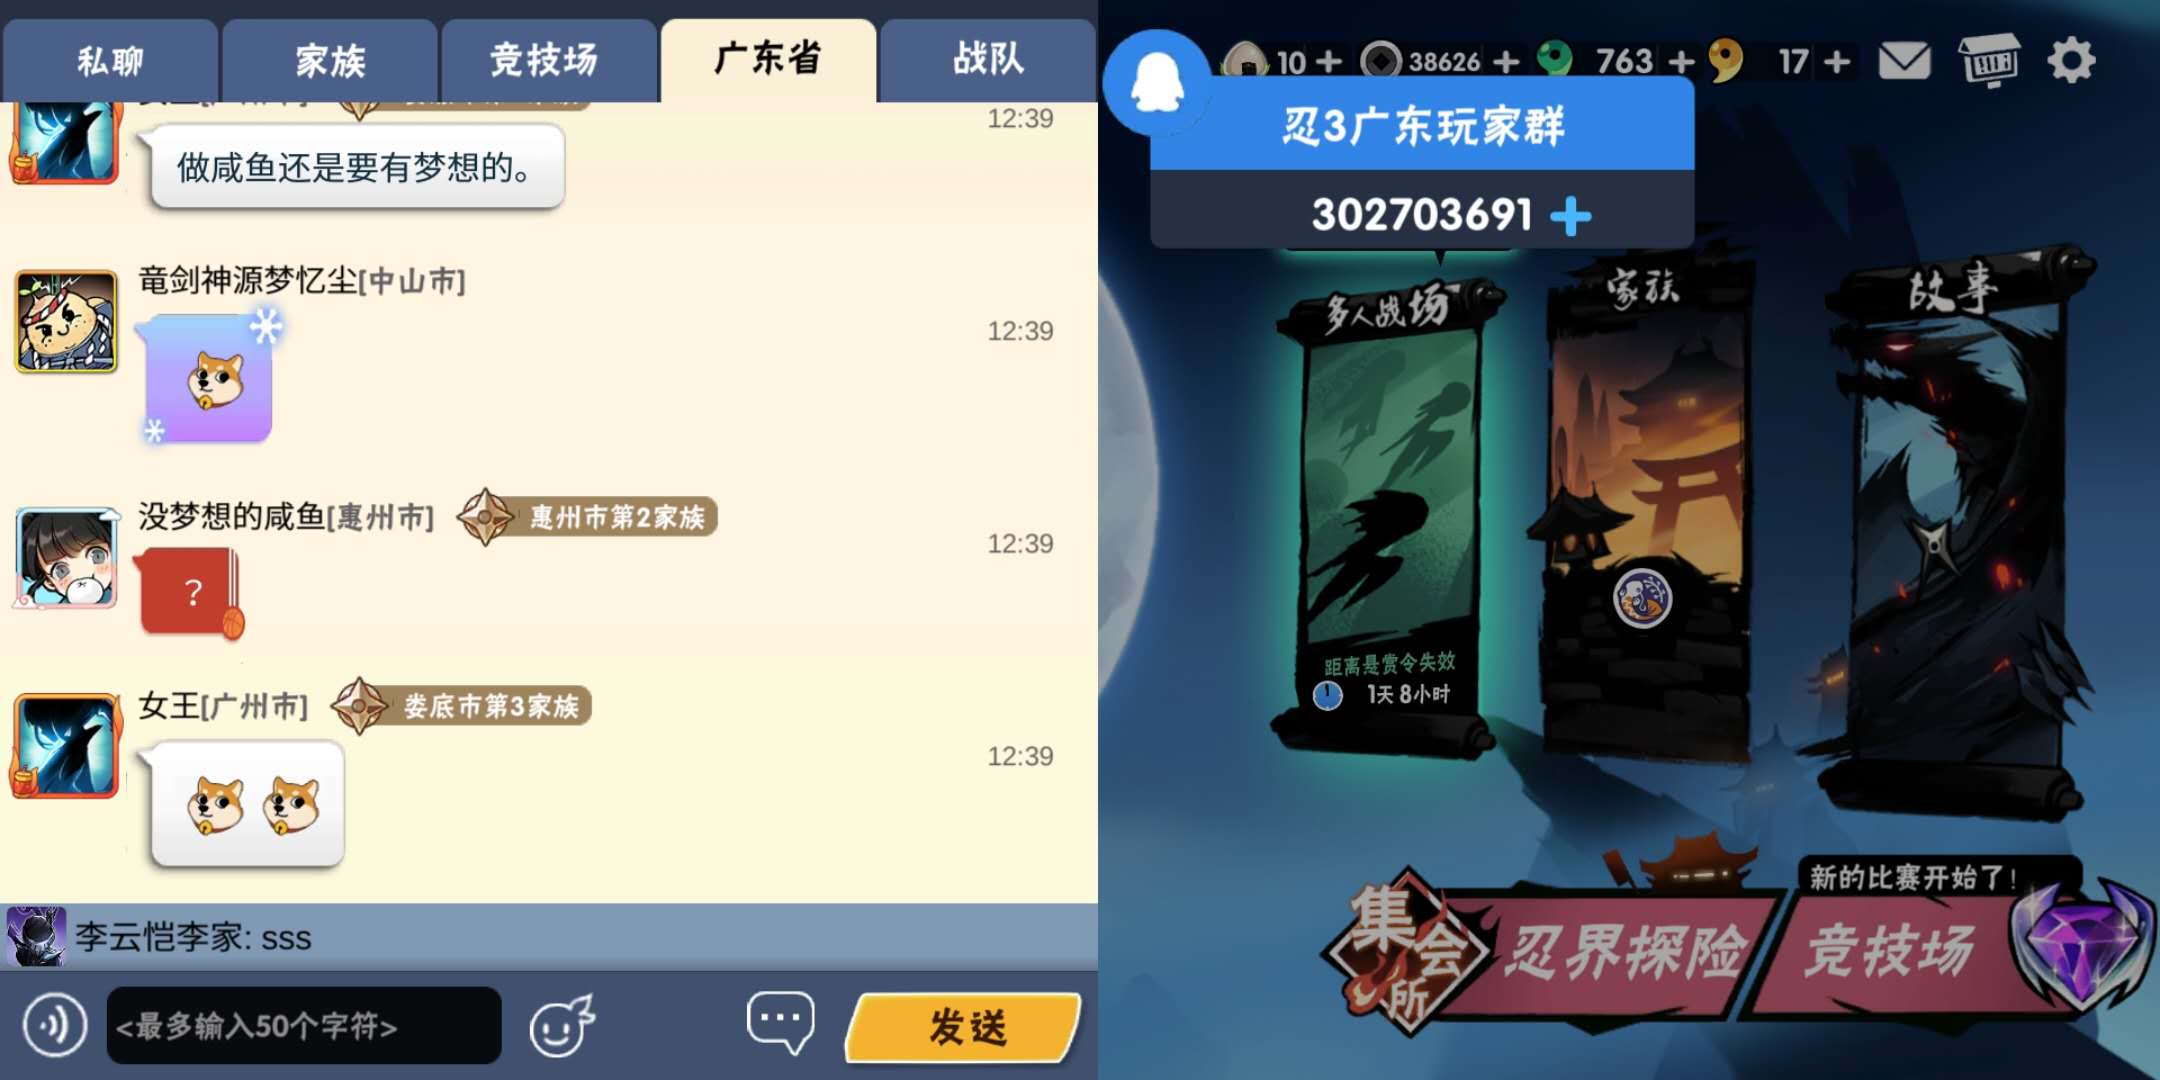 私聊
家族
竞技场
广东省
战队
12:39
做咸鱼还是要有梦想的。
竜剑神源梦忆尘[中山市]
12:39
没梦想的咸鱼[惠州市]
惠州市第2家族
12:39
?
女王[广州市]
娄底市第3家族
12:39
李云恺李家: sss
<最多输入50个字符>
发送
10
38626
763
17
忍3广东玩家群
302703691
多人战场
家族
故事
距离悬赏令失效
1天 8小时
新的比赛开始了!
集会所
忍界探险
竞技场